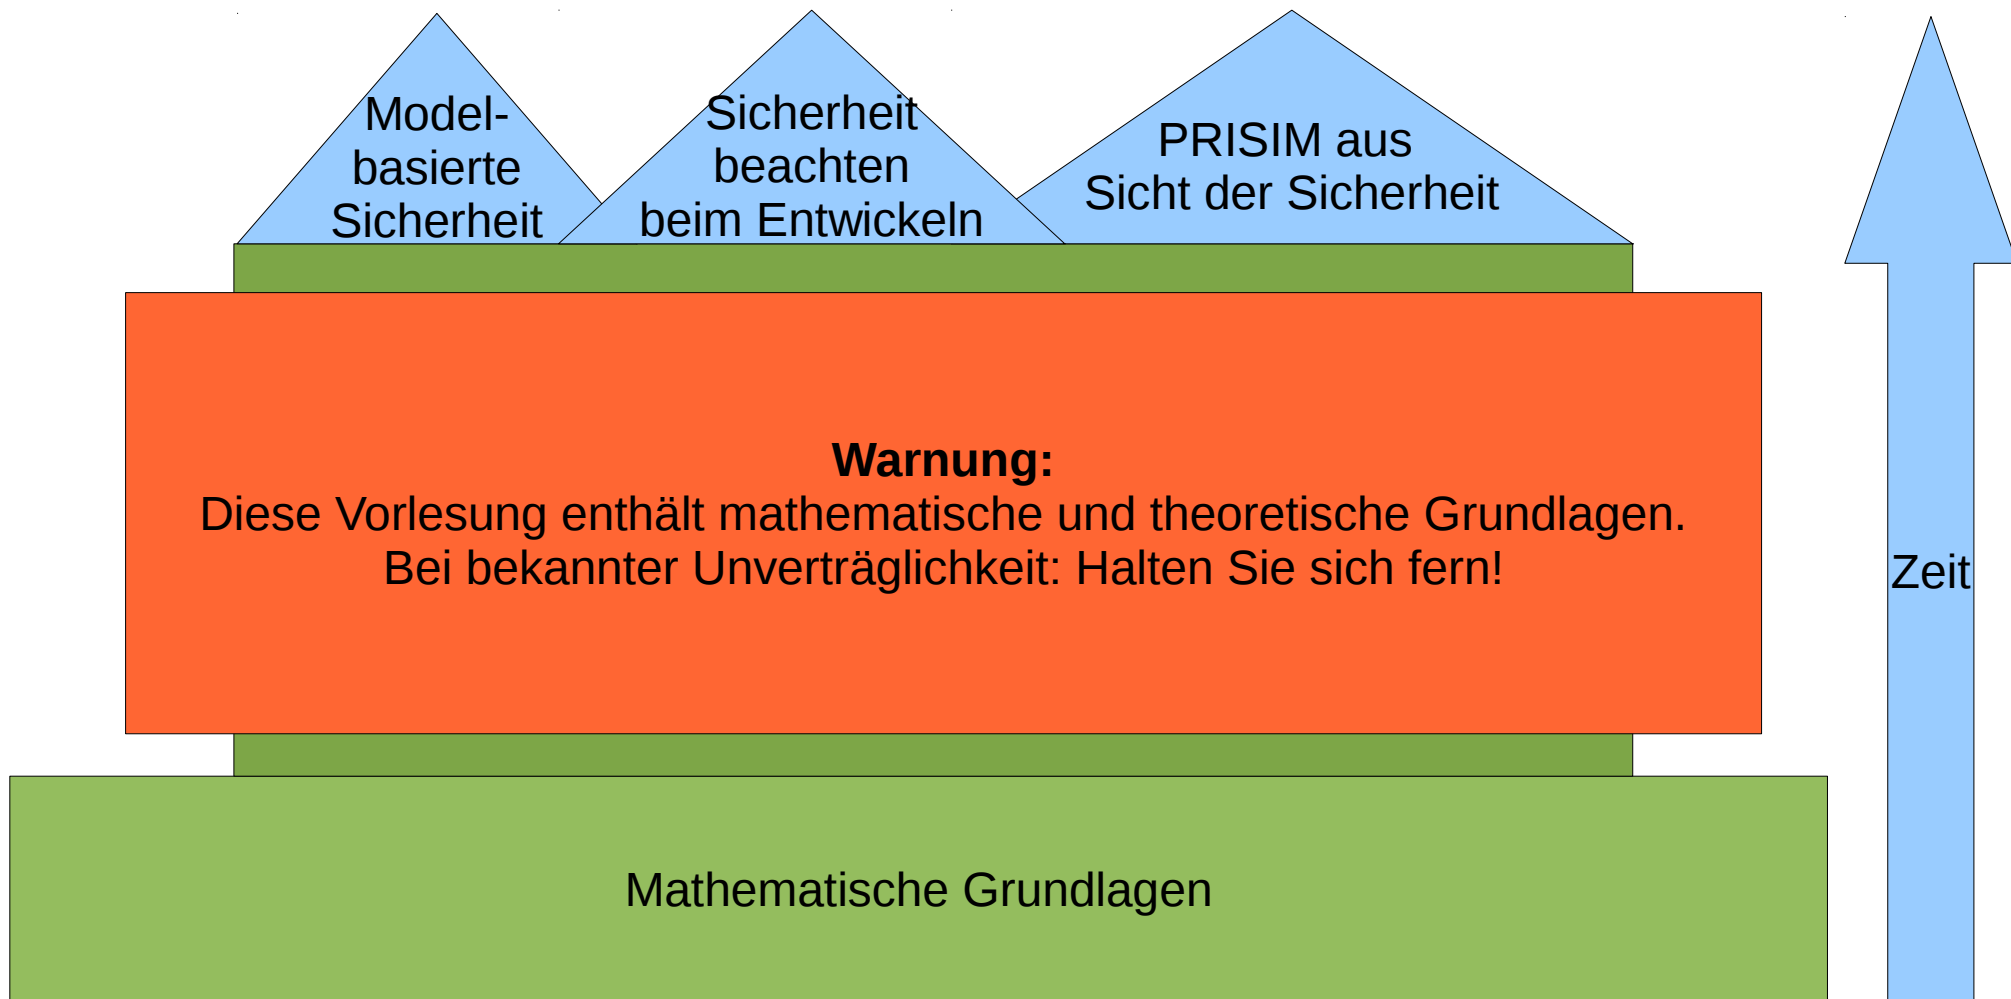 Model-
basierte
Sicherheit
Sicherheit
beachten
beim Entwickeln
PRISIM aus
Sicht der Sicherheit
Warnung:
Diese Vorlesung enthält mathematische und theoretische Grundlagen.
Bei bekannter Unverträglichkeit: Halten Sie sich fern!
Zeit
Mathematische Grundlagen